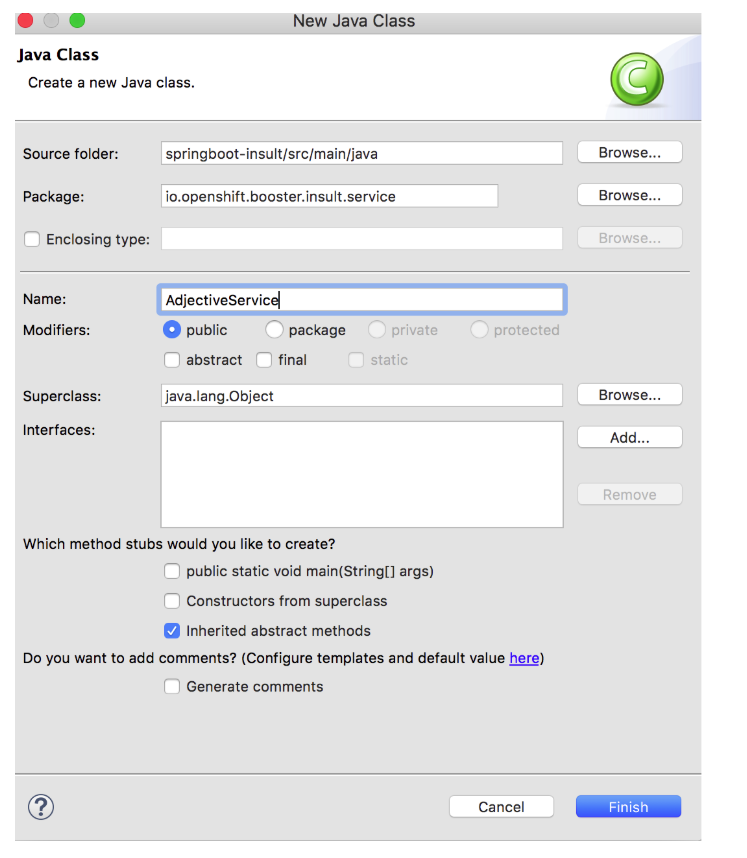 New Java Class
Java Class
Create a new Java class.
C
Source folder: springboot-insult/src/main/java Browse...
Package: io.openshift.booster.insult.service Browse...
Enclosing type: Browse...
Name: AdjectiveService
Modifiers: public package private protected
abstract final static
Superclass: java.lang.Object Browse...
Interfaces: Add...
Remove
Which method stubs would you like to create?
public static void main(String[] args)
Constructors from superclass
Inherited abstract methods
Do you want to add comments? (Configure templates and default value here)
Generate comments
? Cancel Finish